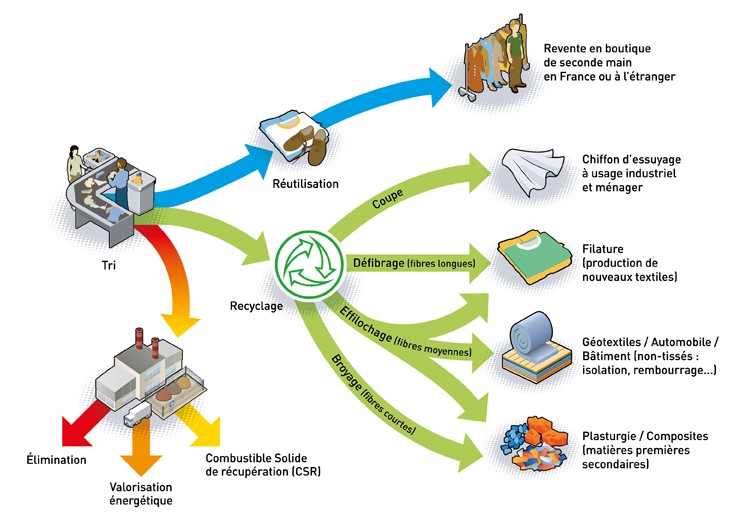 Revente en boutique
de seconde main
en France ou à l'étranger
Réutilisation
Chiffon d'essuyage
à usage industriel
et ménager
Coupe
Tri
Défibrage (fibres longues)
Filature
(production de
nouveaux textiles)
Recyclage
Effilochage (fibres moyennes)
Géotextiles / Automobile /
Bâtiment (non-tissés :
isolation, rembourrage...)
Broyage (fibres courtes)
Plasturgie / Composites
(matières premières
secondaires)
Élimination
Valorisation
énergétique
Combustible Solide
de récupération (CSR)